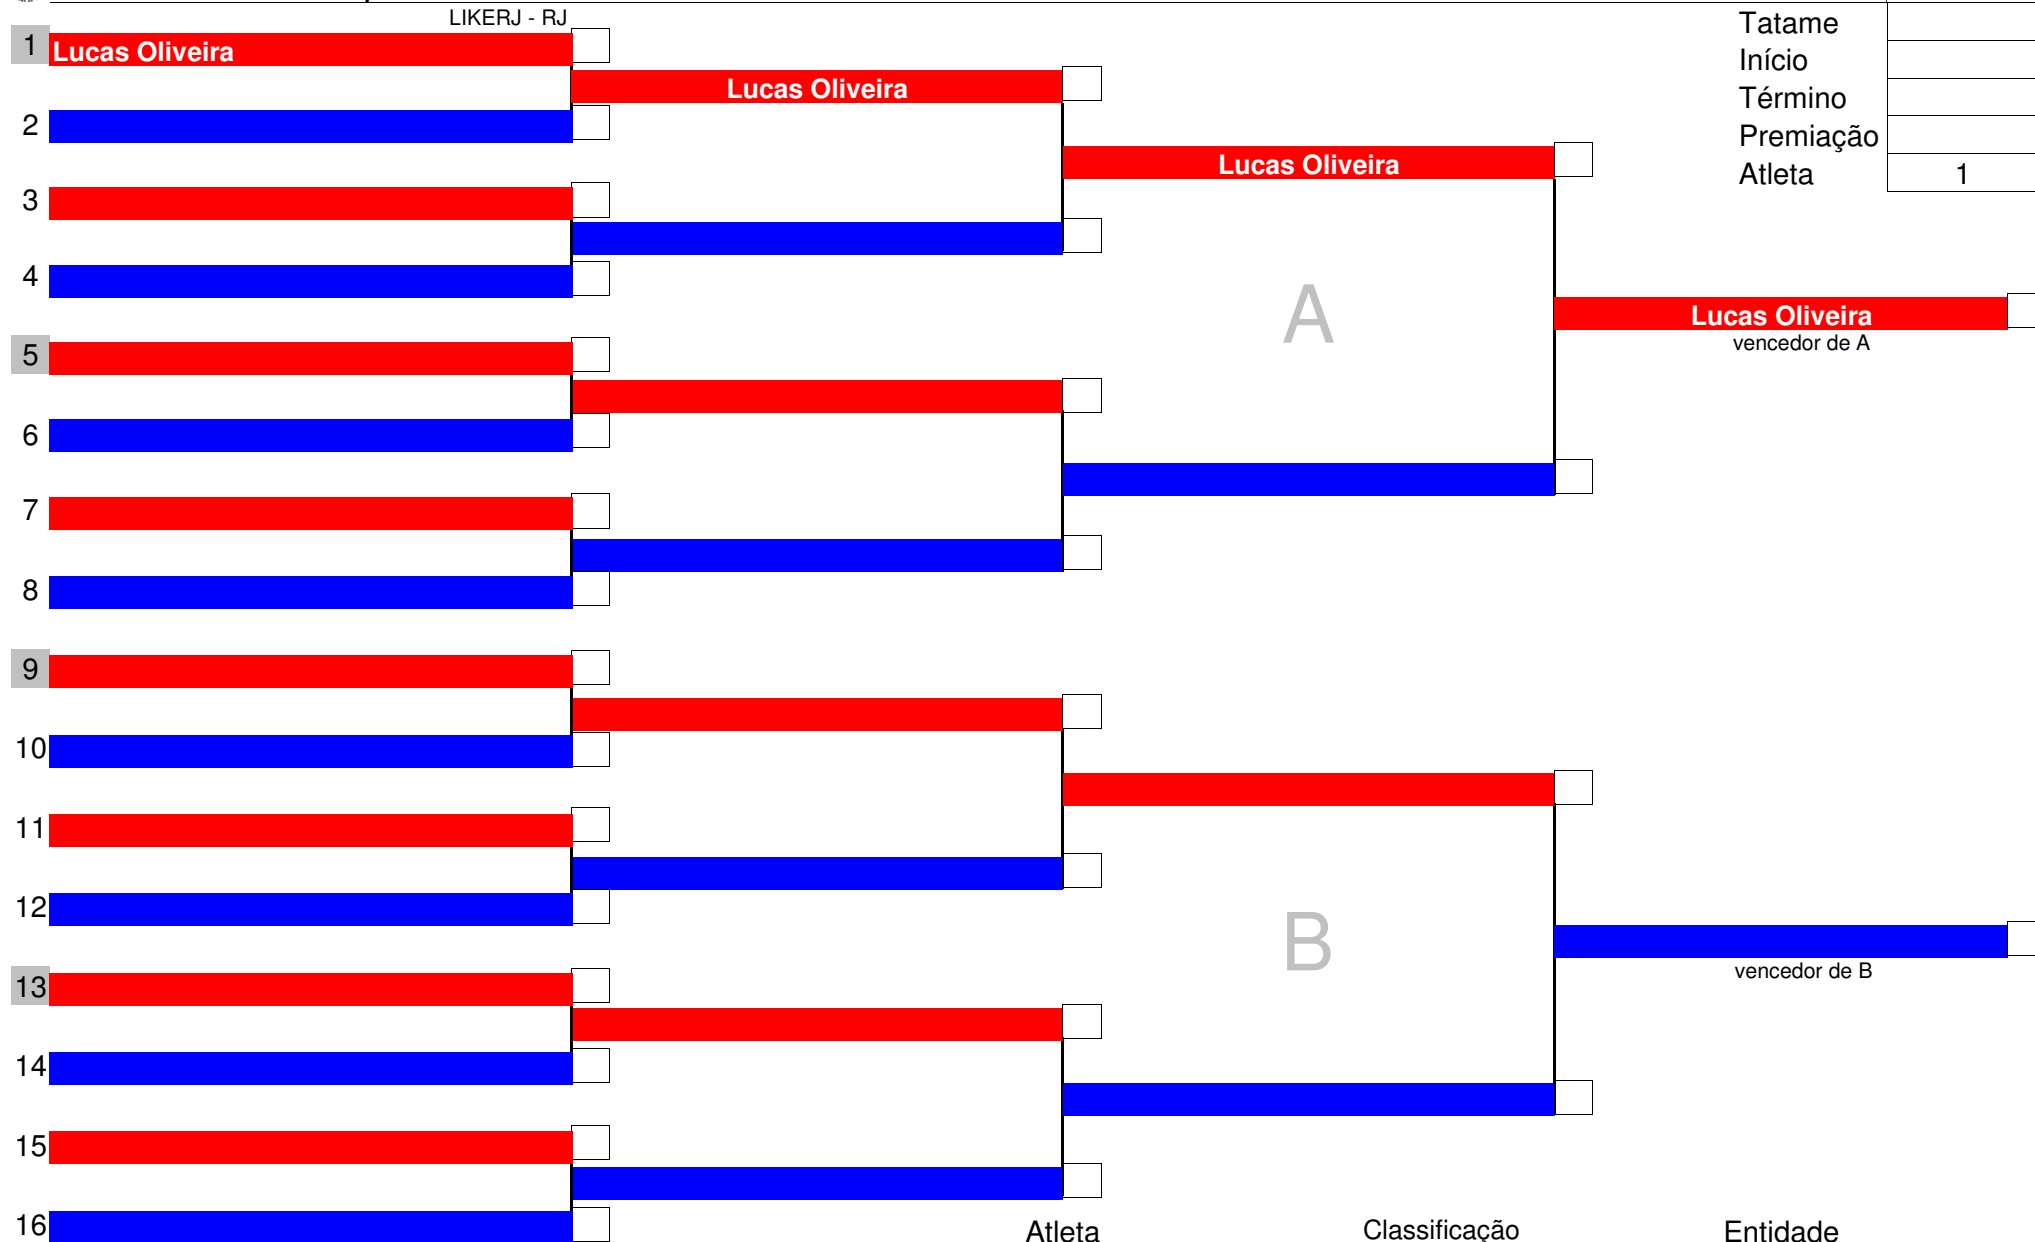 LIKERJ - RJ
Tatame
1 Lucas Oliveira
Início
Lucas Oliveira
Término
2
Premiação
Lucas Oliveira
Atleta 1
3
4
A
Lucas Oliveira
vencedor de A
5
6
7
8
9
10
11
12
B
vencedor de B
13
14
15
16
Atleta Classificação Entidade